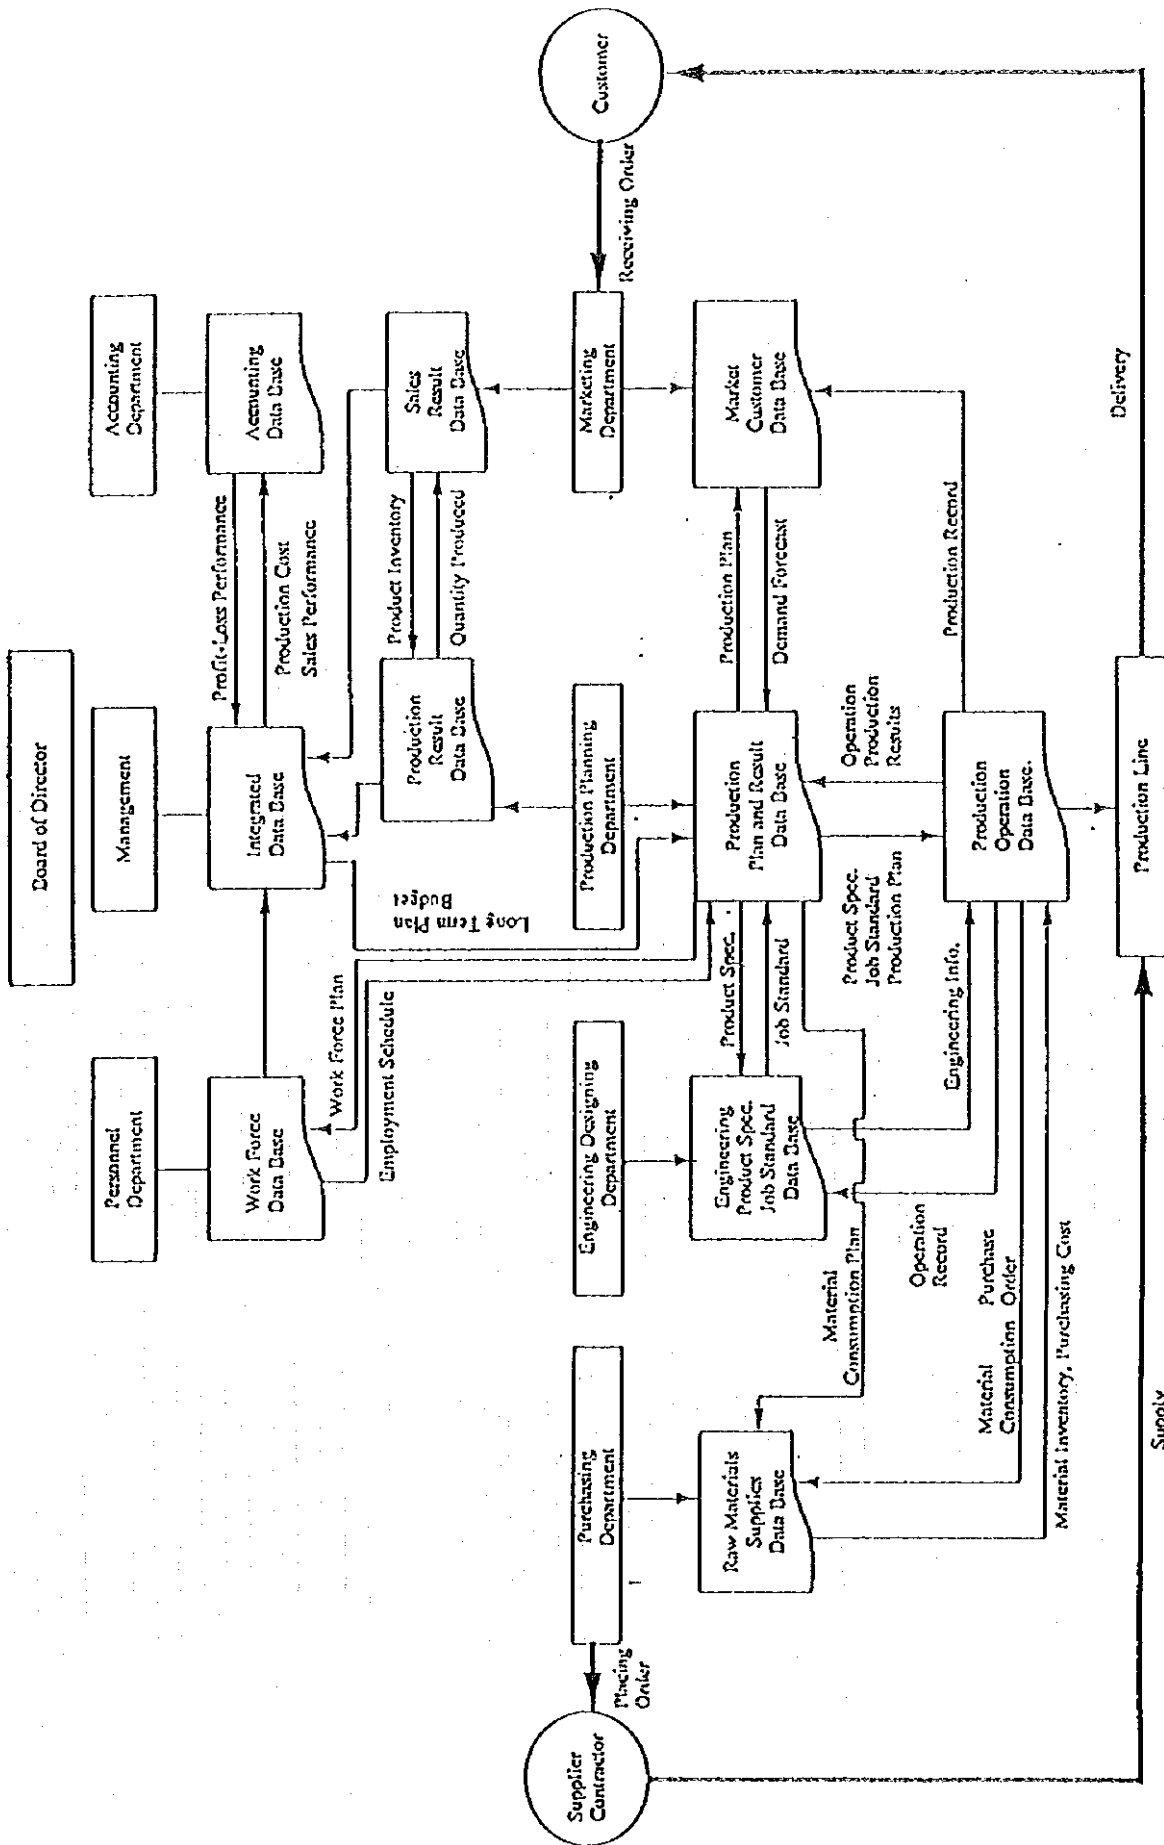 Board of Director
Personnel
Department
Management
Accounting
Department
Work Force
Data Base
Integrated
Data Base
Accounting
Data Base
Profit-Loss Performance
Production Cost
Sales Performance
Work Force Plan
Employment Schedule
Long Term Plan
Budget
Production
Result
Data Base
Product Inventory
Quantity Produced
Sales
Result
Data Base
Supplier
Contractor
Placing
Order
Purchasing
Department
Engineering Designing
Department
Production Planning
Department
Marketing
Department
Receiving Order
Customer
Raw Materials
Supplies
Data Base
Engineering
Product Spec.
Job Standard
Data Base
Product Spec.
Job Standard
Production
Plan and Result
Data Base
Production Plan
Demand Forecast
Market
Customer
Data Base
Material
Consumption Plan
Operation
Record
Engineering Info.
Product Spec.
Job Standard
Production Plan
Operation
Production
Results
Production Record
Material Purchase
Consumption Order
Material Inventory, Purchasing Cost
Production
Operation
Data Base.
Supply
Production Line
Delivery